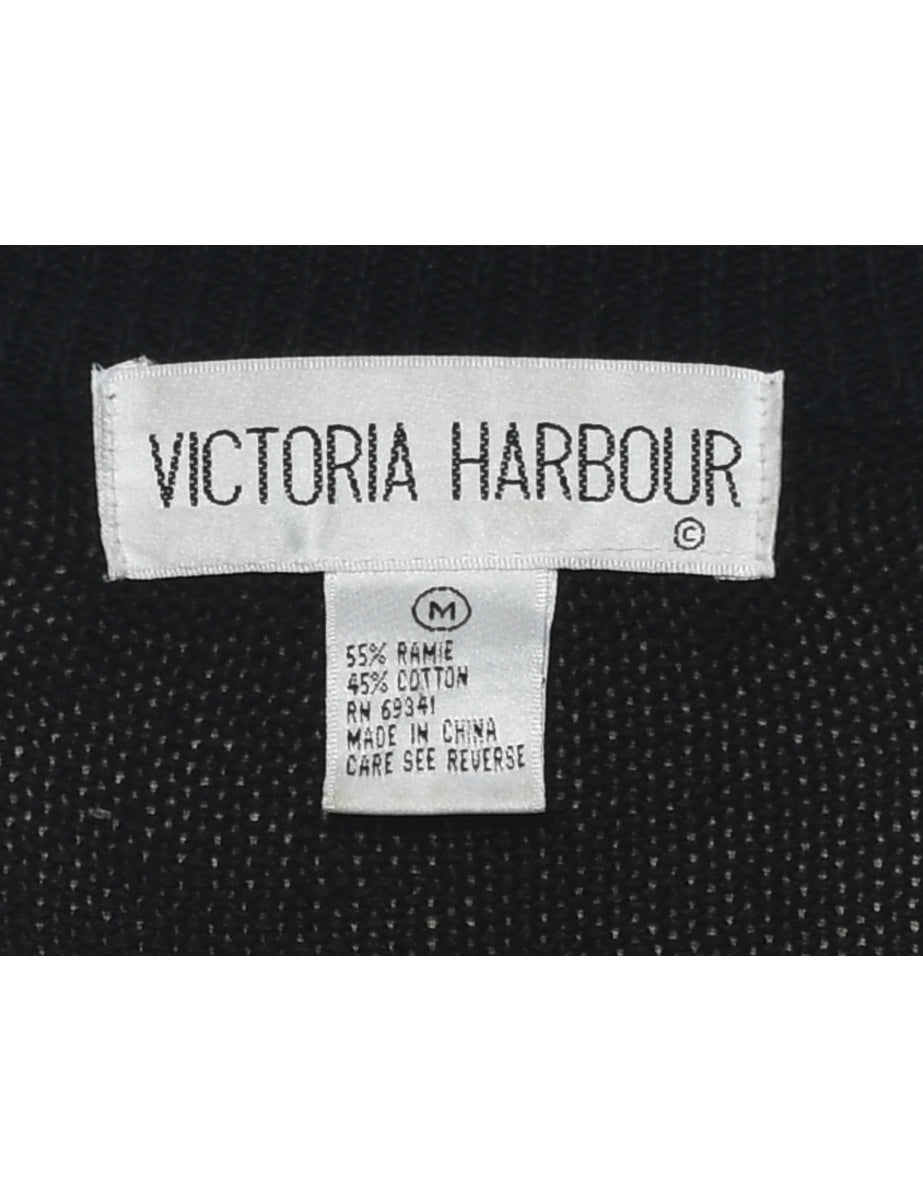 VICTORIA HARBOUR
©
M
55% RAMIE
45% COTTON
RN 69341
MADE IN CHINA
CARE SEE REVERSE